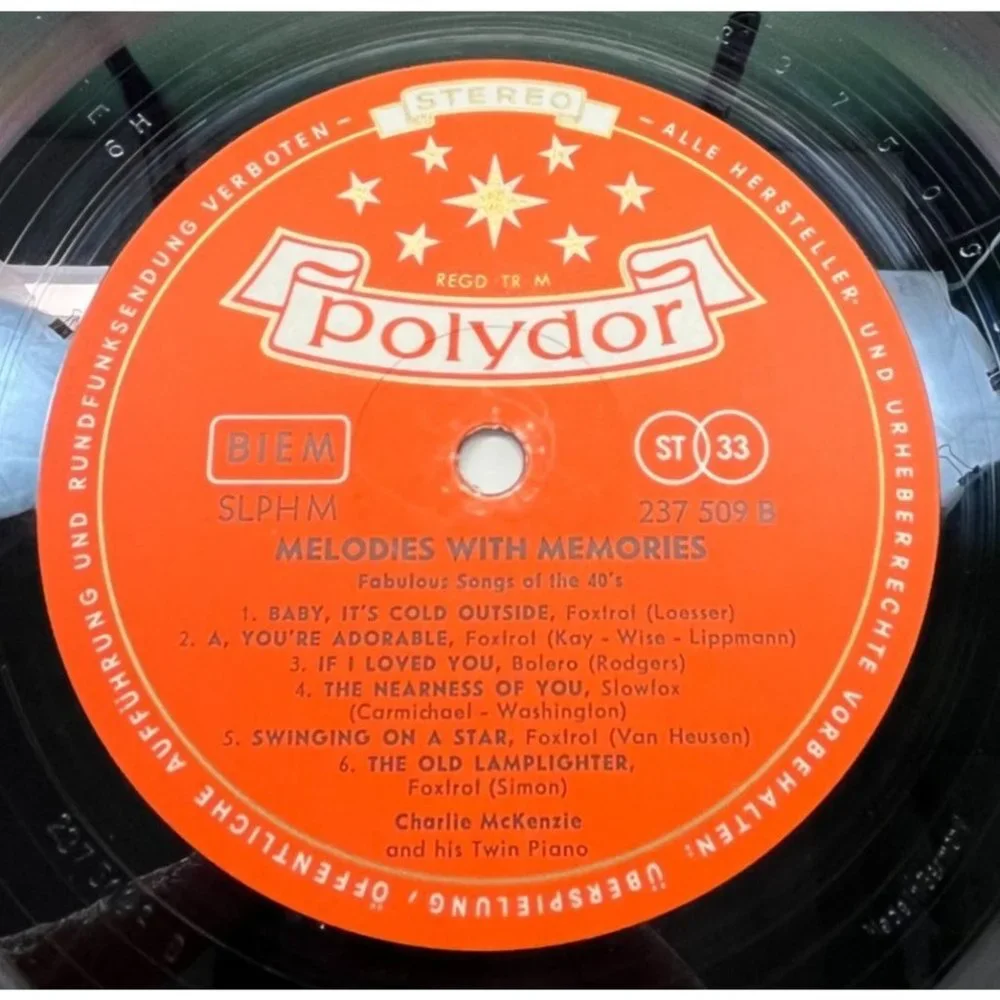 STEREO
REGD TR M
Polydor
BIEM
ST 33
SLPHM
237 509 B
MELODIES WITH MEMORIES
Fabulous Songs of the 40's
1. BABY, IT'S COLD OUTSIDE, Foxtrot (Loesser)
2. A, YOU'RE ADORABLE, Foxtrot (Kay - Wise - Lippmann)
3. IF I LOVED YOU, Bolero (Rodgers)
4. THE NEARNESS OF YOU, Slowfox
(Carmichael - Washington)
5. SWINGING ON A STAR, Foxtrot (Van Heusen)
6. THE OLD LAMPLIGHTER,
Foxtrot (Simon)
Charlie McKenzie
and his Twin Piano
- ALLE HERSTELLER- UND URHEBERRECHTE VORBEHALTEN: ÜBERSPIELUNG, ÖFFENTLICHE AUFFÜHRUNG UND RUNDFUNKSENDUNG VERBOTEN -